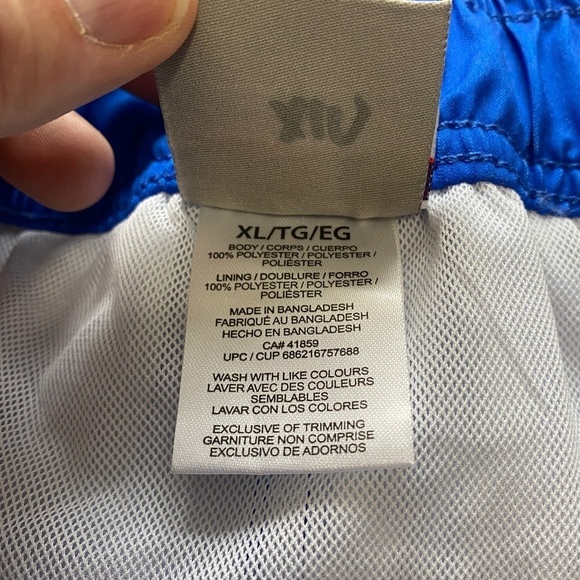 XL/TG/EG
BODY / CORPS / CUERPO
100% POLYESTER / POLYESTER /
POLIÉSTER
LINING / DOUBLURE / FORRO
100% POLYESTER / POLYESTER /
POLIÉSTER
MADE IN BANGLADESH
FABRIQUÉ AU BANGLADESH
HECHO EN BANGLADESH
CA# 41859
UPC / CUP 686216757688
WASH WITH LIKE COLOURS
LAVER AVEC DES COULEURS
SEMBLABLES
LAVAR CON LOS COLORES
EXCLUSIVE OF TRIMMING
GARNITURE NON COMPRISE
EXCLUSIVO DE ADORNOS